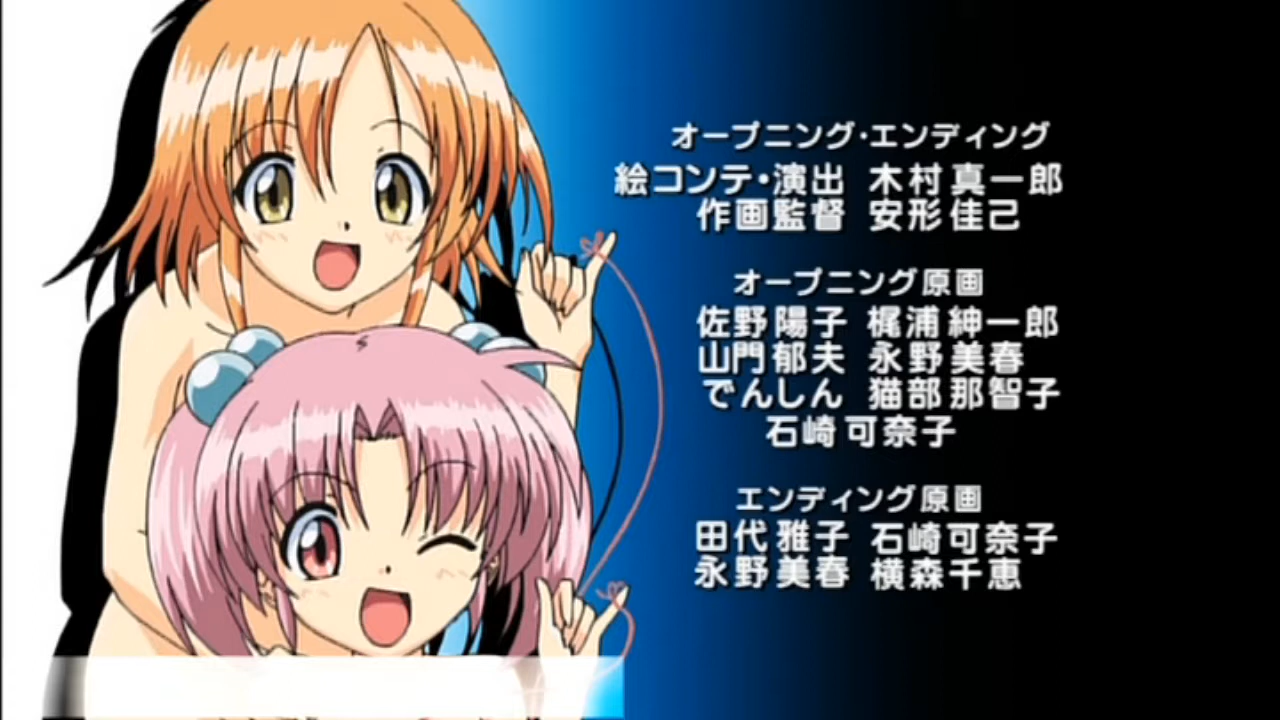 オープニング・エンディング
絵コンテ・演出 木村真一郎
作画監督 安形佳己
オープニング原画
佐野陽子 梶浦紳一郎
山門郁夫 永野美春
でんしん 猫部那智子
石崎可奈子
エンディング原画
田代雅子 石崎可奈子
永野美春 横森千恵